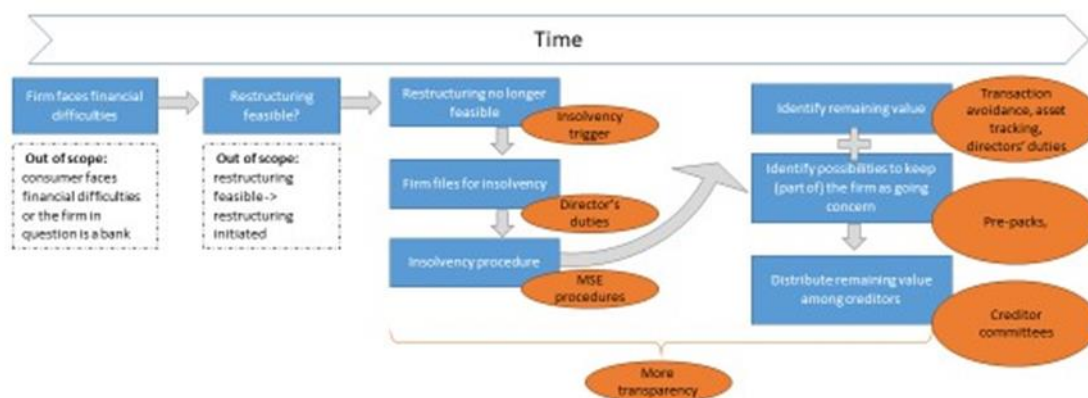 Time
Firm faces financial
difficulties
Out of scope:
consumer faces
financial difficulties
or the firm in
question is a bank
Restructuring
feasible?
Out of scope:
restructuring
feasible->
restructuring
initiated
Restructuring no longer
feasible
Insolvency
trigger
Firm files for insolvency
Director's
duties
Insolvency procedure
MSE
procedures
Identify remaining value
Transaction
avoidance, asset
tracking,
directors' duties
Identify possibilities to keep
(part of) the firm as going
concern
Pre-packs,
Distribute remaining value
among creditors
Creditor
committees
More
transparency